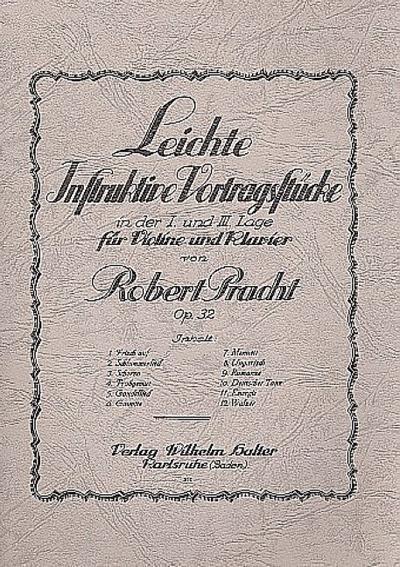 Leichte
Instruktive Vortragsstücke
in der I. und III. Lage
für Violine und Klavier
von
Robert Pracht
Op. 32
Inhalt:
1. Frisch auf
2. Schlummerlied
3. Scherzo
4. Frohgemut
5. Gondellied
6. Gavotte
7. Menuett
8. Ungarisch
9. Romanze
10. Deutscher Tanz
11. Energie
12. Walzer
Verlag Wilhelm Halter
Karlsruhe (Baden).